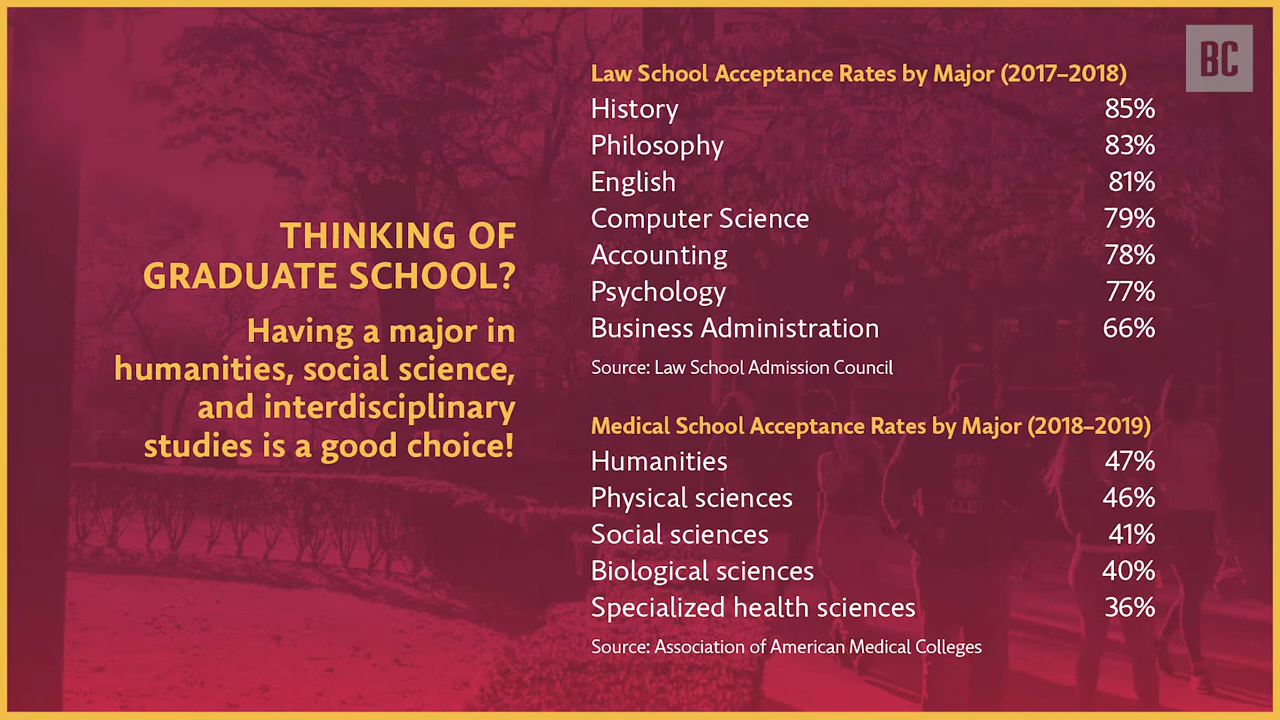 THINKING OF
GRADUATE SCHOOL?
Having a major in
humanities, social science,
and interdisciplinary
studies is a good choice!
BC
Law School Acceptance Rates by Major (2017–2018)
History 85%
Philosophy 83%
English 81%
Computer Science 79%
Accounting 78%
Psychology 77%
Business Administration 66%
Source: Law School Admission Council
Medical School Acceptance Rates by Major (2018–2019)
Humanities 47%
Physical sciences 46%
Social sciences 41%
Biological sciences 40%
Specialized health sciences 36%
Source: Association of American Medical Colleges